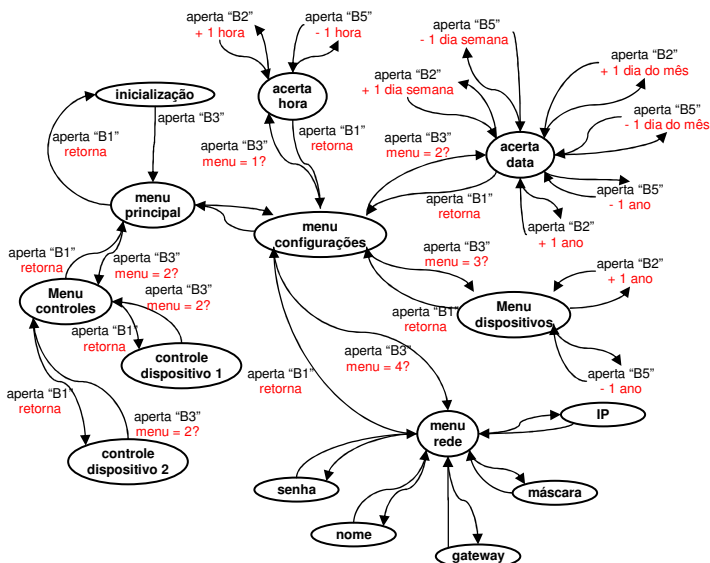 aperta “B2”
+ 1 hora
aperta “B5”
- 1 hora
aperta “B5”
- 1 dia semana
aperta “B2”
+ 1 dia do mês
aperta “B2”
+ 1 dia semana
aperta “B5”
- 1 dia do mês
inicialização
acerta
hora
aperta “B3”
aperta “B1”
retorna
aperta “B3”
menu = 1?
aperta “B1”
retorna
aperta “B3”
menu = 2?
acerta
data
aperta “B5”
- 1 ano
aperta “B1”
retorna
aperta “B2”
+ 1 ano
menu
principal
menu
configurações
aperta “B1”
retorna
aperta “B3”
menu = 2?
aperta “B3”
menu = 3?
aperta “B2”
+ 1 ano
Menu
controles
aperta “B3”
menu = 2?
aperta “B1”
retorna
Menu
dispositivos
aperta “B1”
retorna
controle
dispositivo 1
aperta “B3”
menu = 4?
aperta “B1”
retorna
aperta “B5”
- 1 ano
aperta “B1”
retorna
aperta “B3”
menu = 2?
controle
dispositivo 2
menu
rede
IP
senha
máscara
nome
gateway